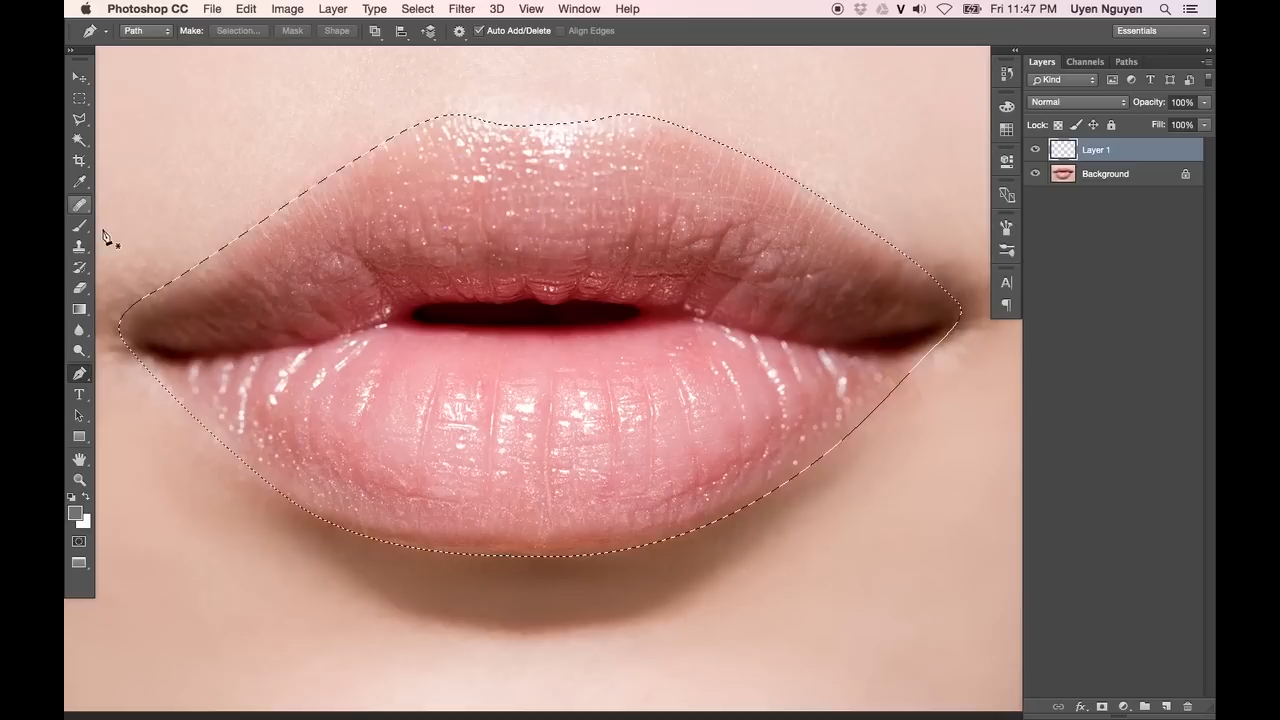 Photoshop CC File Edit Image Layer Type Select Filter 3D View Window Help Fri 11:47 PM Uyen Nguyen
Path Make: Selection... Mask Shape Auto Add/Delete Align Edges Essentials
Layers Channels Paths
Kind
Normal Opacity: 100%
Lock: Fill: 100%
Layer 1
Background